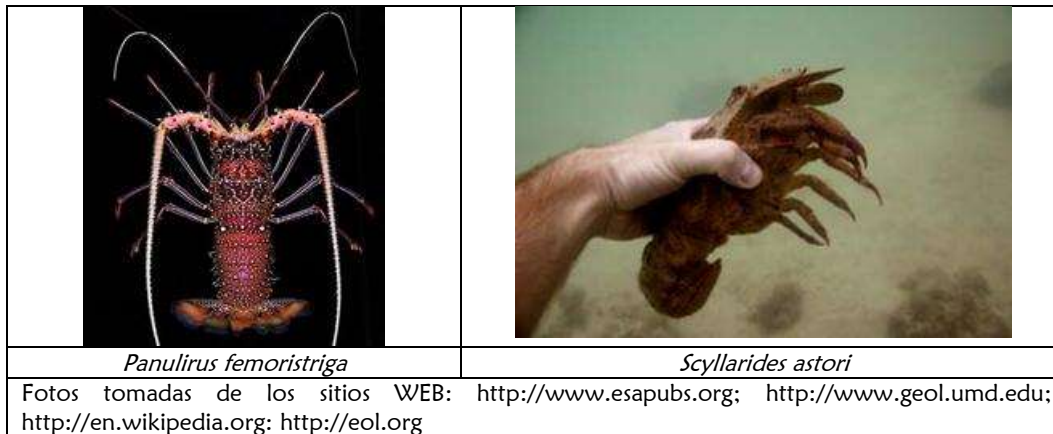 Panulirus femoristriga
Scyllarides astori
Fotos tomadas de los sitios WEB: http://www.esapubs.org; http://www.geol.umd.edu;
http://en.wikipedia.org: http://eol.org